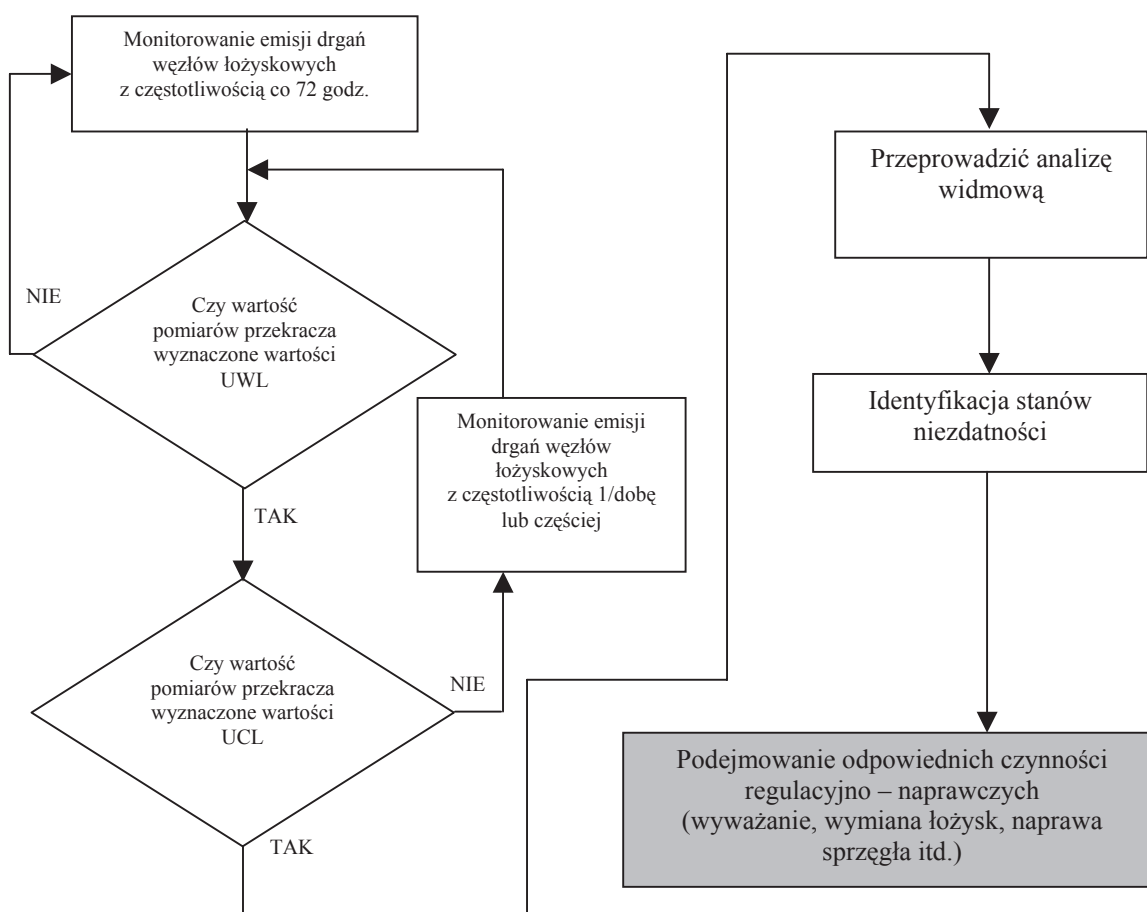 Monitorowanie emisji drgań
węzłów łożyskowych
z częstotliwością co 72 godz.
NIE
Czy wartość
pomiarów przekracza
wyznaczone wartości
UWL
TAK
Monitorowanie emisji
drgań węzłów
łożyskowych
z częstotliwością 1/dobę
lub częściej
Czy wartość
pomiarów przekracza
wyznaczone wartości
UCL
NIE
TAK
Przeprowadzić analizę
widmową
Identyfikacja stanów
niezdatności
Podejmowanie odpowiednich czynności
regulacyjno – naprawczych
(wyważanie, wymiana łożysk, naprawa
sprzęgła itd.)